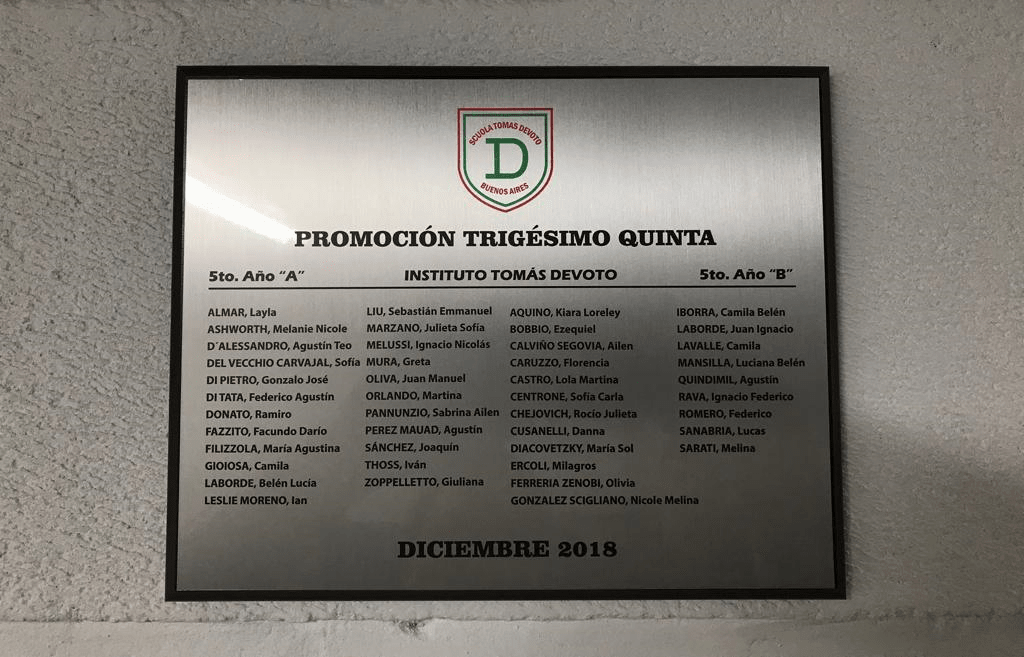 SCUOLA TOMAS DEVOTO
D
BUENOS AIRES
PROMOCIÓN TRIGÉSIMO QUINTA
5to. Año “A” INSTITUTO TOMÁS DEVOTO 5to. Año “B”
ALMAR, Layla
ASHWORTH, Melanie Nicole
D´ALESSANDRO, Agustín Teo
DEL VECCHIO CARVAJAL, Sofía
DI PIETRO, Gonzalo José
DI TATA, Federico Agustín
DONATO, Ramiro
FAZZITO, Facundo Darío
FILIZZOLA, María Agustina
GIOIOSA, Camila
LABORDE, Belén Lucía
LESLIE MORENO, Ian
LIU, Sebastián Emmanuel
MARZANO, Julieta Sofía
MELUSSI, Ignacio Nicolás
MURA, Greta
OLIVA, Juan Manuel
ORLANDO, Martina
PANNUNZIO, Sabrina Ailen
PEREZ MAUAD, Agustín
SÁNCHEZ, Joaquín
THOSS, Iván
ZOPPELLETTO, Giuliana
AQUINO, Kiara Loreley
BOBBIO, Ezequiel
CALVIÑO SEGOVIA, Ailen
CARUZZO, Florencia
CASTRO, Lola Martina
CENTRONE, Sofía Carla
CHEJOVICH, Rocío Julieta
CUSANELLI, Danna
DIACOVETZKY, María Sol
ERCOLI, Milagros
FERRERIA ZENOBI, Olivia
GONZALEZ SCIGLIANO, Nicole Melina
IBORRA, Camila Belén
LABORDE, Juan Ignacio
LAVALLE, Camila
MANSILLA, Luciana Belén
QUINDIMIL, Agustín
RAVA, Ignacio Federico
ROMERO, Federico
SANABRIA, Lucas
SARATI, Melina
DICIEMBRE 2018